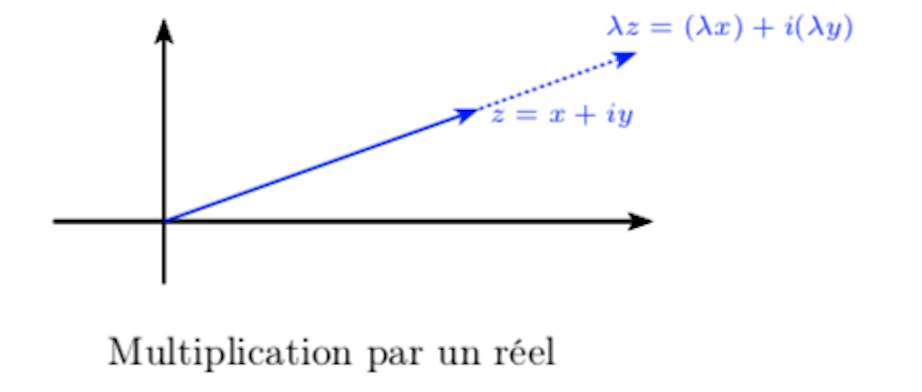 λz = (λx) + i(λy)
z = x + iy
Multiplication par un réel